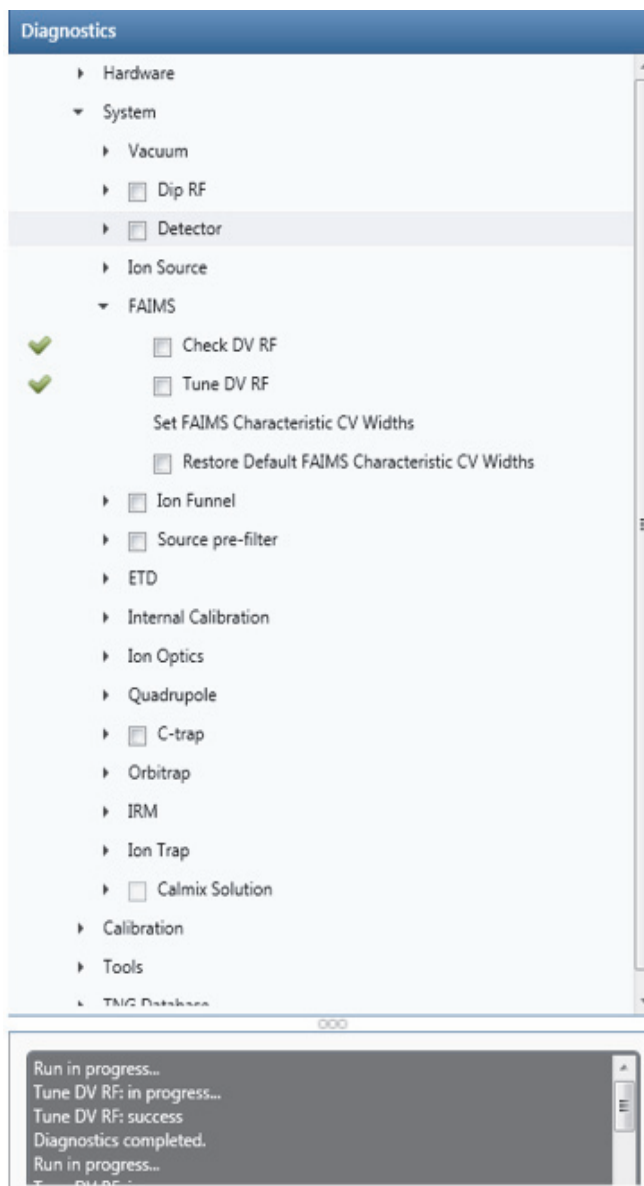 Diagnostics
Hardware
System
Vacuum
Dip RF
Detector
Ion Source
FAIMS
Check DV RF
Tune DV RF
Set FAIMS Characteristic CV Widths
Restore Default FAIMS Characteristic CV Widths
Ion Funnel
Source pre-filter
ETD
Internal Calibration
Ion Optics
Quadrupole
C-trap
Orbitrap
IRM
Ion Trap
Calmix Solution
Calibration
Tools
TNG Database
Run in progress...
Tune DV RF: in progress...
Tune DV RF: success
Diagnostics completed.
Run in progress...